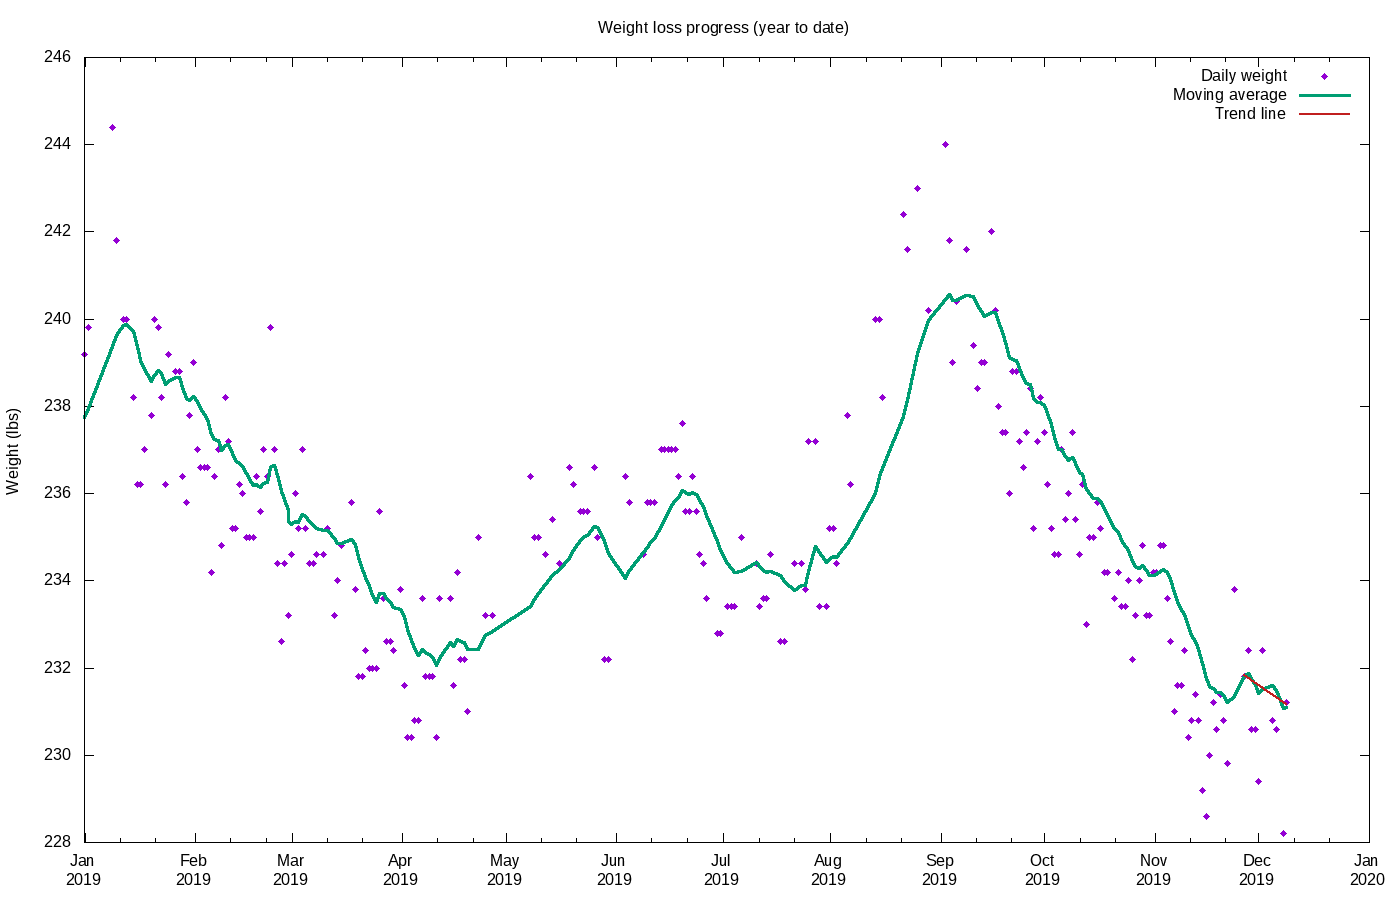 Weight loss progress (year to date)
246
244
242
240
238
236
234
232
230
228
Weight (lbs)
Daily weight
Moving average
Trend line
Jan Feb Mar Apr May Jun Jul Aug Sep Oct Nov Dec Jan
2019 2019 2019 2019 2019 2019 2019 2019 2019 2019 2019 2019 2020